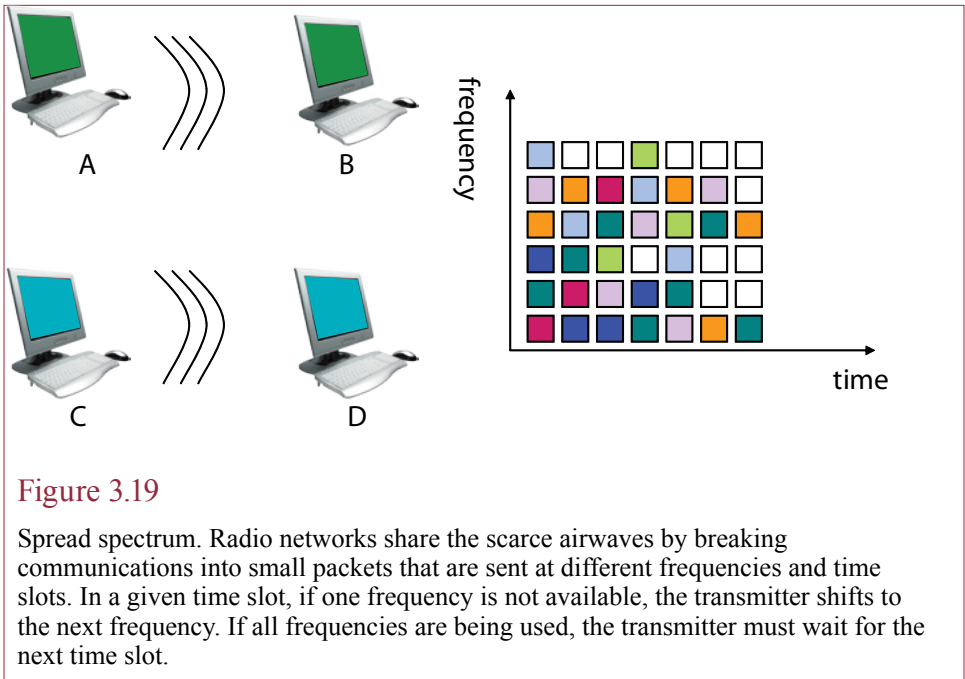 A
B
frequency
C
D
time
Figure 3.19
Spread spectrum. Radio networks share the scarce airwaves by breaking
communications into small packets that are sent at different frequencies and time
slots. In a given time slot, if one frequency is not available, the transmitter shifts to
the next frequency. If all frequencies are being used, the transmitter must wait for the
next time slot.